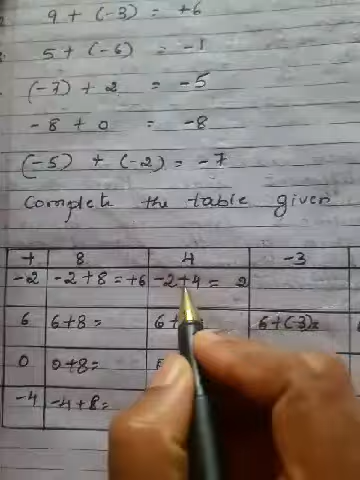 9 + (-3) = +6
5 + (-6) = -1
(-7) + 2 = -5
-8 + 0 = -8
(-5) + (-2) = -7
Complete the table given
+ 8 4 -3
-2 -2+8 = +6 -2+4 = 2
6 6+8= 6+ 6+(-3)=
0 0+8=
-4 -4+8=